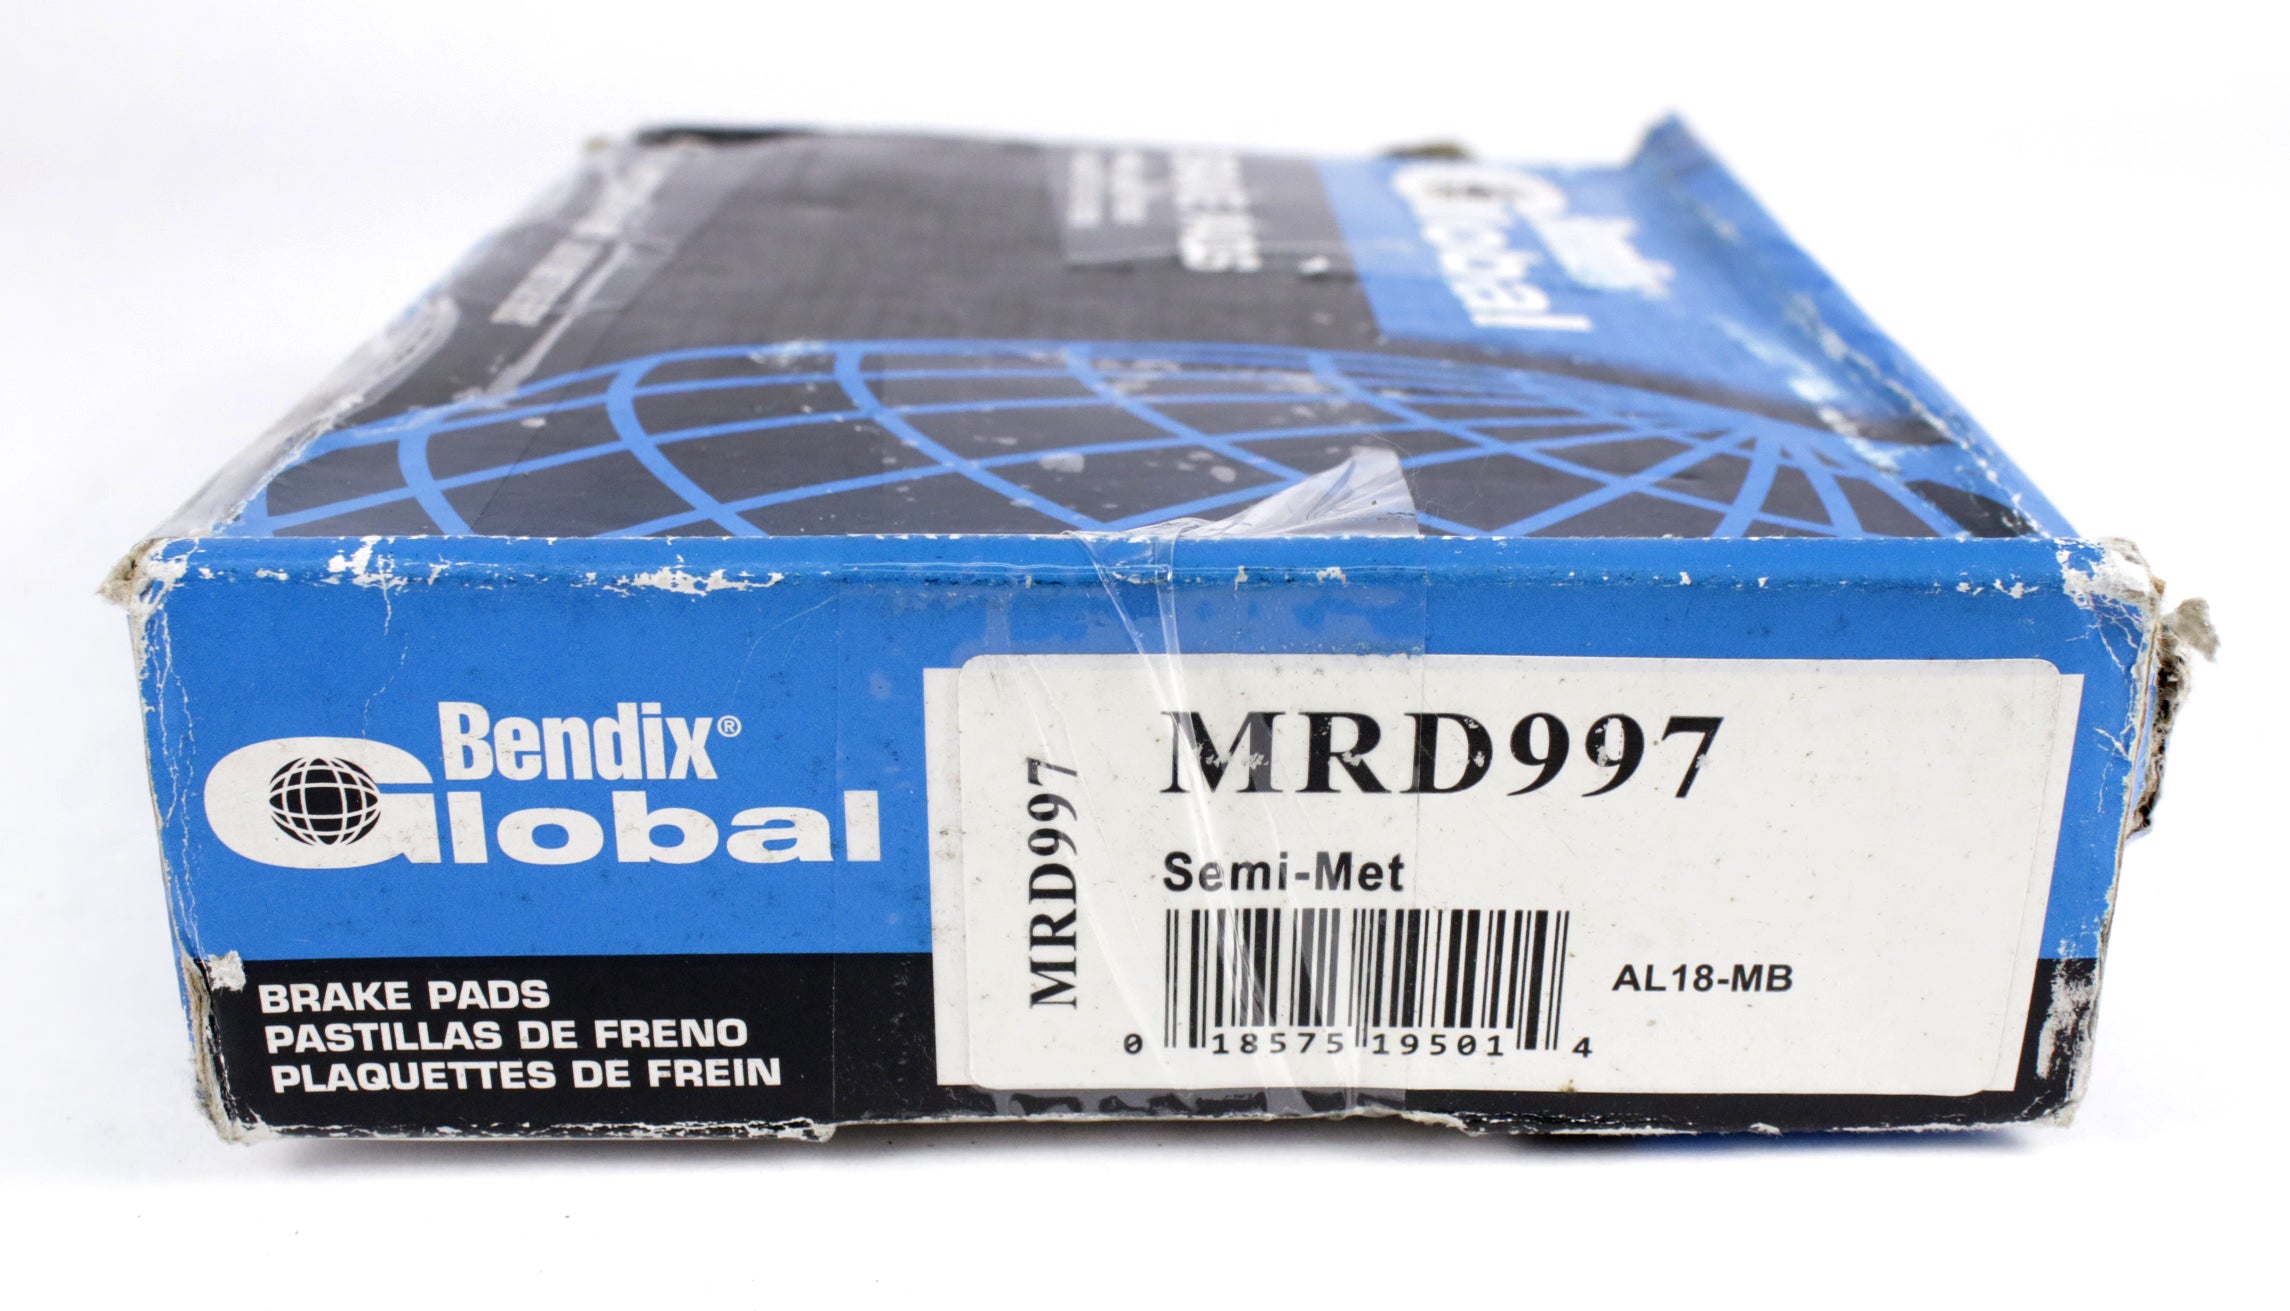 Global
Bendix®
Global
BRAKE PADS
PASTILLAS DE FRENO
PLAQUETTES DE FREIN
MRD997
MRD997
Semi-Met
AL18-MB
0 18575 19501 4